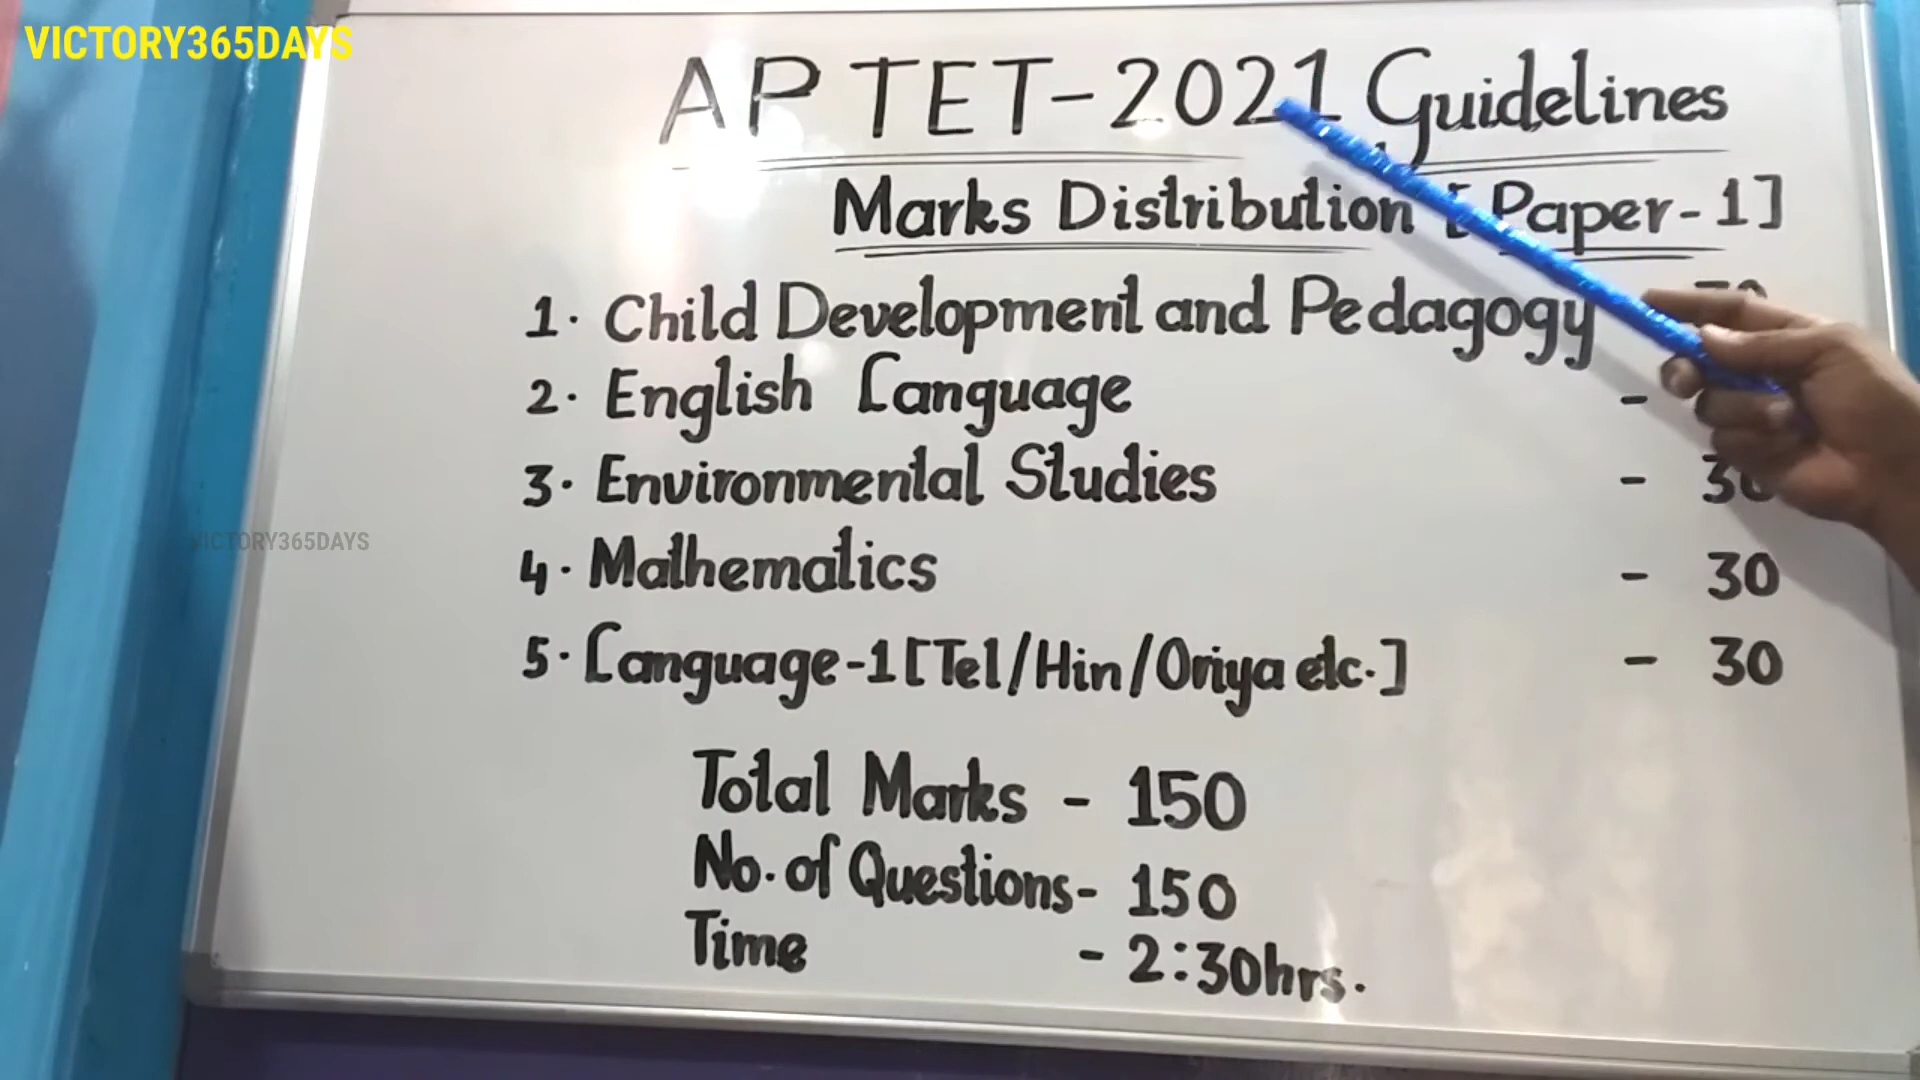 VICTORY365DAYS
AP TET-2021 Guidelines
Marks Distribution [Paper-1]
1. Child Development and Pedagogy
2. English Language -
3. Environmental Studies - 30
VICTORY365DAYS
4. Mathematics - 30
5. Language-1 [Tel/Hin/Oriya etc.] - 30
Total Marks - 150
No. of Questions - 150
Time - 2:30hrs.